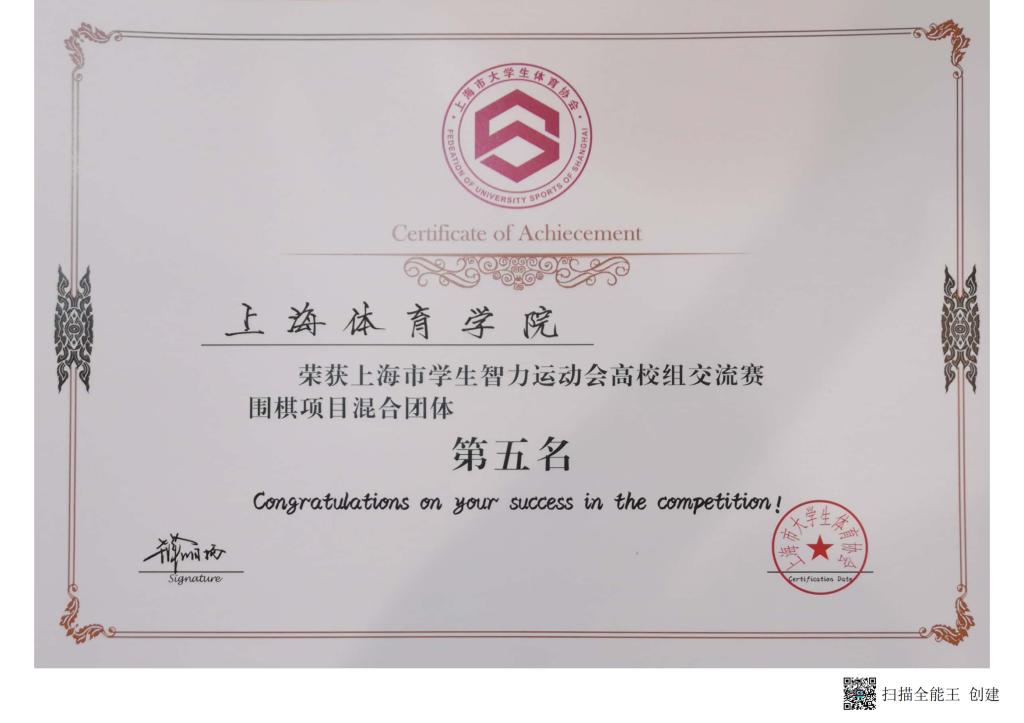 上海市大学生体育协会
FEDERATION OF UNIVERSITY SPORTS OF SHANGHAI
Certificate of Achiecement
上海体育学院
荣获上海市学生智力运动会高校组交流赛
围棋项目混合团体
第五名
Congratulations on your success in the competition!
上海市大学生体育协会
Signature
Certification Date
扫描全能王 创建